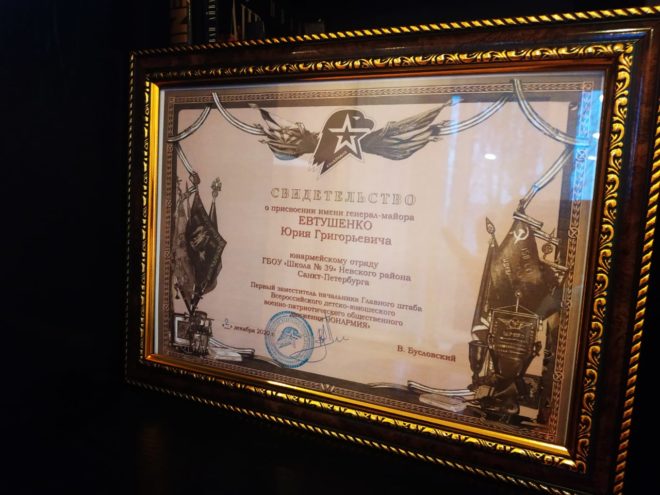 СВИДЕТЕЛЬСТВО
о присвоении имени генерал-майора
ЕВТУШЕНКО
Юрия Григорьевича
юнармейскому отряду
ГБОУ «Школа № 39» Невского района
Санкт-Петербурга
Первый заместитель начальника Главного штаба
Всероссийского детско-юношеского
военно-патриотического общественного
движения «ЮНАРМИЯ»
декабря 2020 г.
В. Бусловский